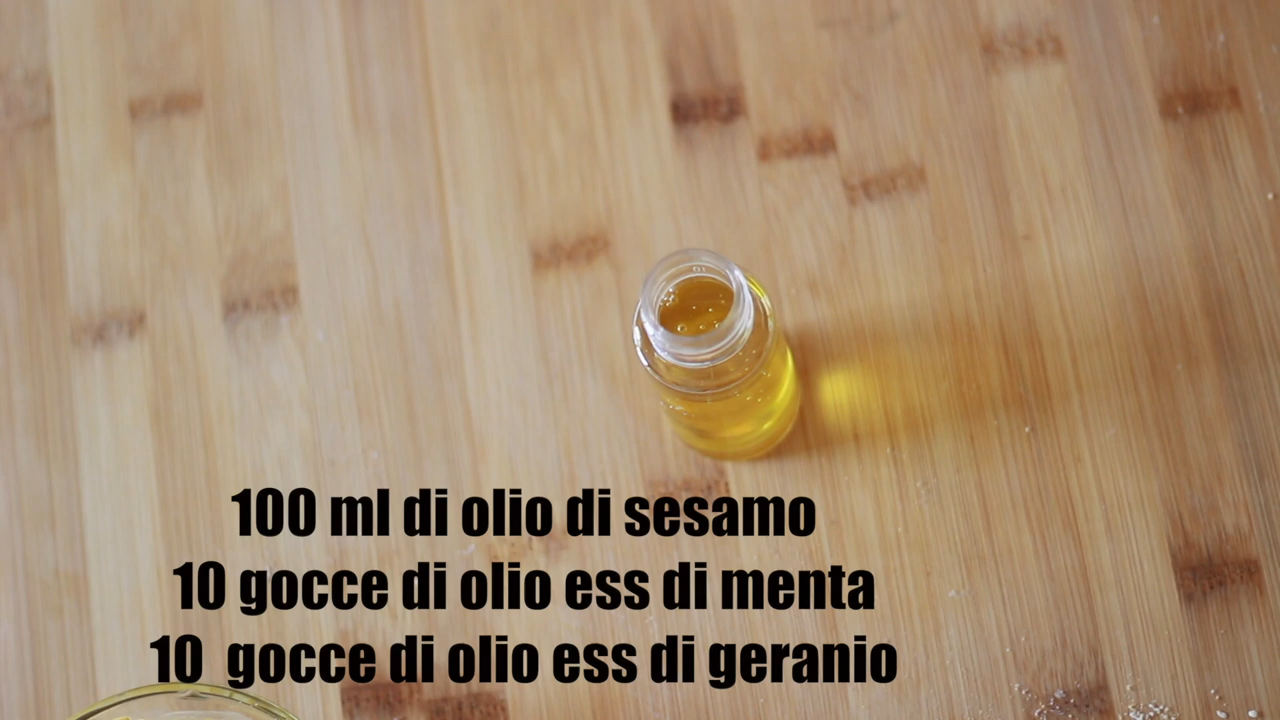 100 ml di olio di sesamo
10 gocce di olio ess di menta
10 gocce di olio ess di geranio